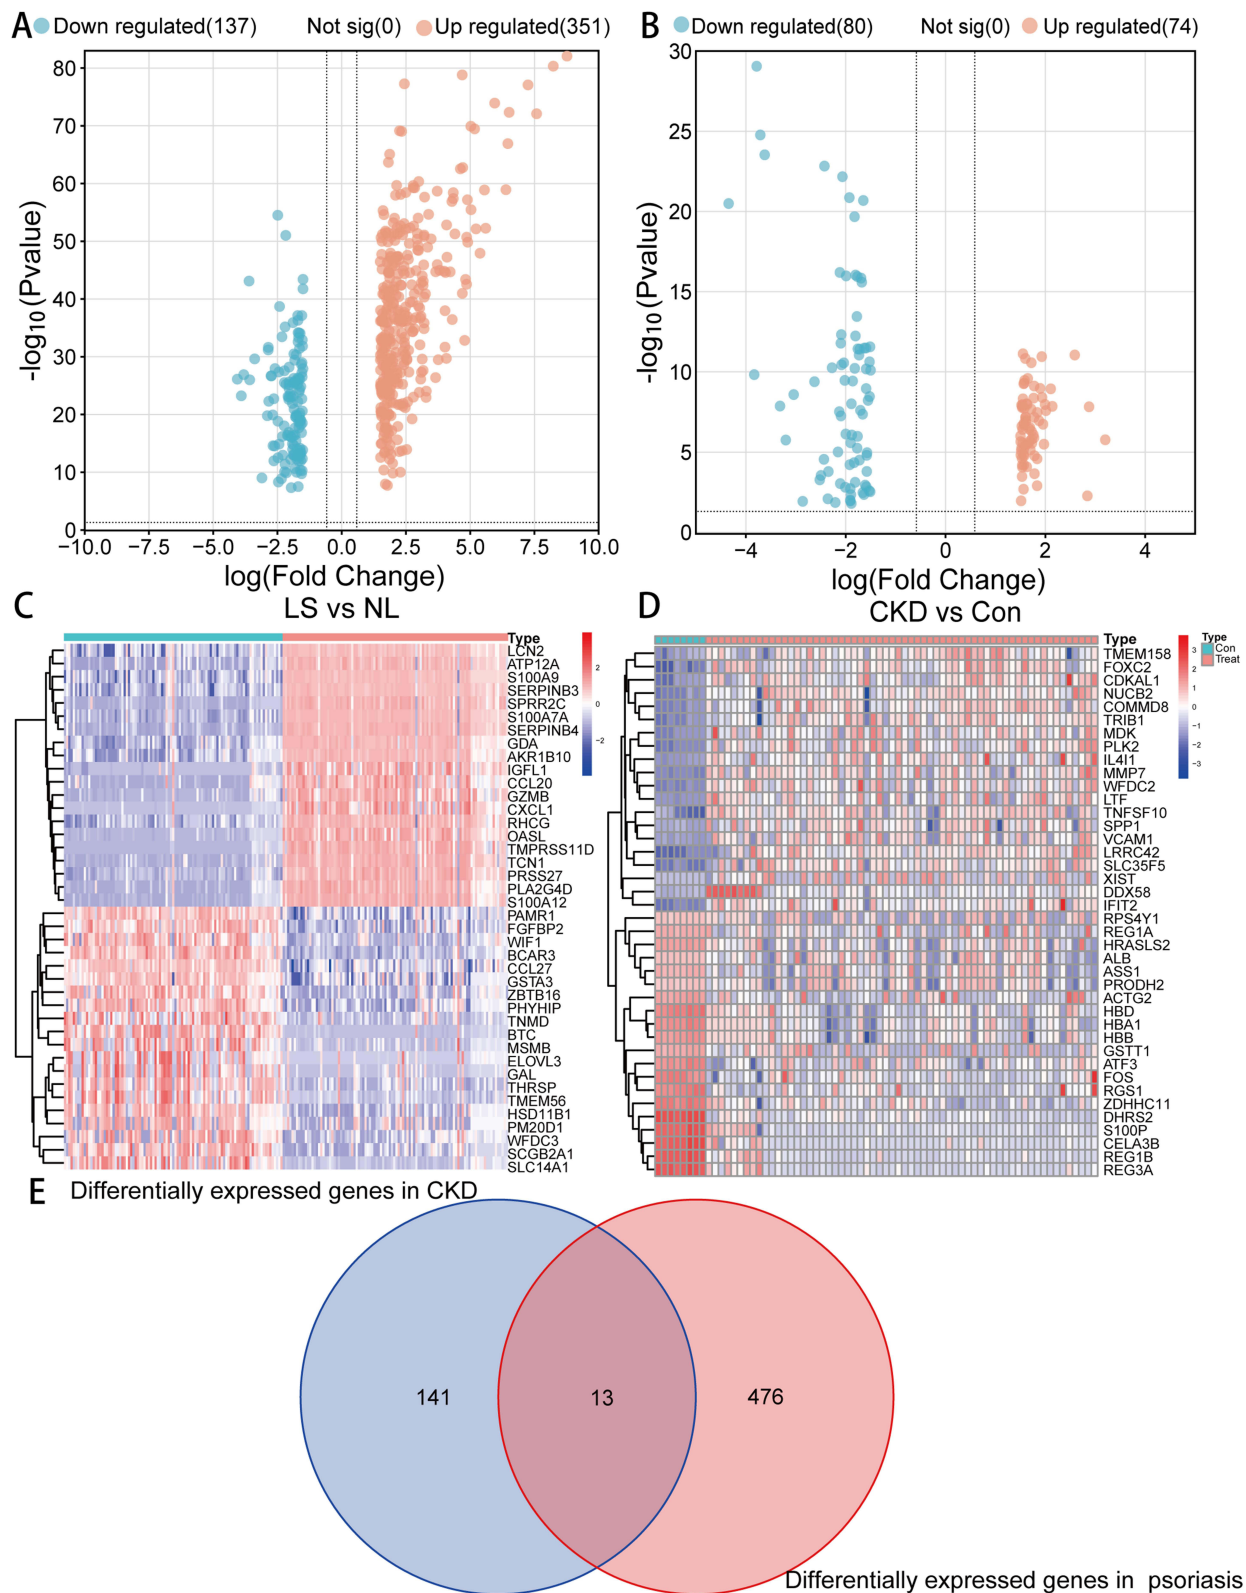 A Down regulated(137) Not sig(0) Up regulated(351)
80
70
60
50
40
30
20
10
0
-log10(Pvalue)
−10.0 −7.5 −5.0 −2.5 0.0 2.5 5.0 7.5 10.0
log(Fold Change)
B Down regulated(80) Not sig(0) Up regulated(74)
30
25
20
15
10
5
0
-log10(Pvalue)
−4 −2 0 2 4
log(Fold Change)
C LS vs NL
Type
LCN2
ATP12A
S100A9
SERPINB3
SPRR2C
S100A7A
SERPINB4
GDA
AKR1B10
IGFL1
CCL20
GZMB
CXCL1
RHCG
OASL
TMPRSS11D
TCN1
PRSS27
PLA2G4D
S100A12
PAMR1
FGFBP2
WIF1
BCAR3
CCL27
GSTA3
ZBTB16
PHYHIP
TNMD
BTC
MSMB
ELOVL3
GAL
THRSP
TMEM56
HSD11B1
PM20D1
WFDC3
SCGB2A1
SLC14A1
2
0
−2
D CKD vs Con
Type
TMEM158
FOXC2
CDKAL1
NUCB2
COMMD8
TRIB1
MDK
PLK2
IL4I1
MMP7
WFDC2
LTF
TNFSF10
SPP1
VCAM1
LRRC42
SLC35F5
XIST
DDX58
IFIT2
RPS4Y1
REG1A
HRASLS2
ALB
ASS1
PRODH2
ACTG2
HBD
HBA1
HBB
GSTT1
ATF3
FOS
RGS1
ZDHHC11
DHRS2
S100P
CELA3B
REG1B
REG3A
3
2
1
0
−1
−2
−3
Type
Con
Treat
E Differentially expressed genes in CKD
141 13 476
Differentially expressed genes in psoriasis